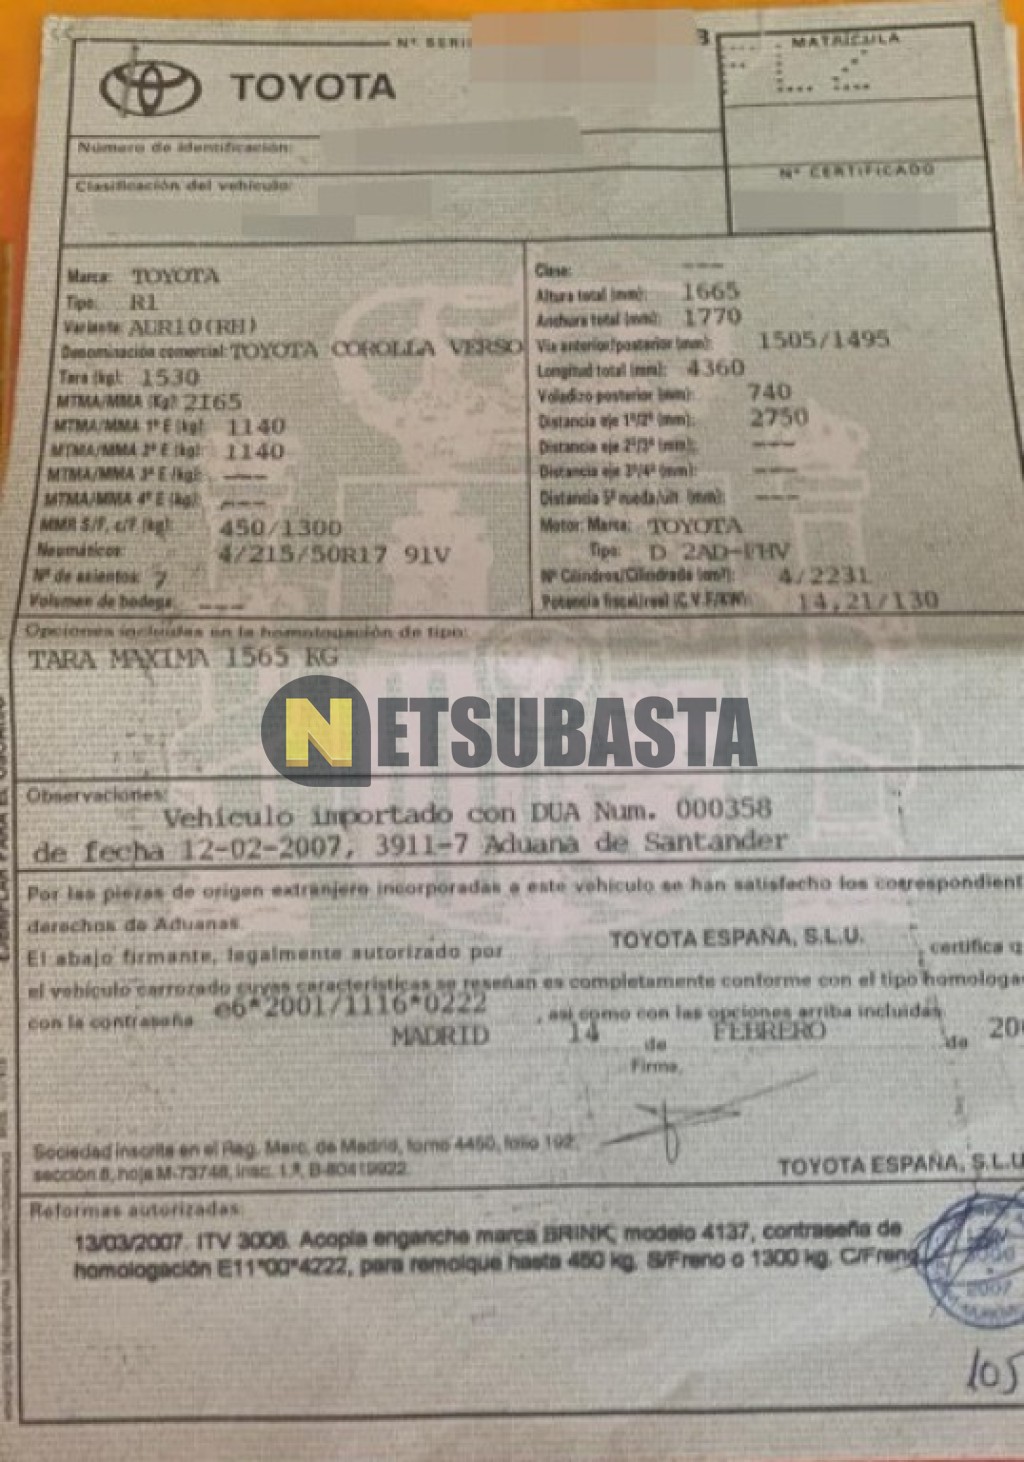 Nº SERIE
B
MATRÍCULA
TOYOTA
LZ
Número de identificación:
Clasificación del vehículo:
Nº CERTIFICADO
Marca: TOYOTA
Tipo: R1
Variante: AUR10(RH)
Denominación comercial: TOYOTA COROLLA VERSO
Tara (kg): 1530
MTMA/MMA (Kg): 2165
MTMA/MMA 1º E (kg): 1140
MTMA/MMA 2º E (kg): 1140
MTMA/MMA 3º E (kg): ---
MTMA/MMA 4º E (kg): ---
MMR S/F, c/F (kg): 450/1300
Neumáticos: 4/215/50R17 91V
Nº de asientos: 7
Volumen de bodega: ---
Clase: ---
Altura total (mm): 1665
Anchura total (mm): 1770
Vía anterior/posterior (mm): 1505/1495
Longitud total (mm): 4360
Voladizo posterior (mm): 740
Distancia eje 1º/2º (mm): 2750
Distancia eje 2º/3º (mm): ---
Distancia eje 3º/4º (mm): ---
Distancia 5ª rueda/últ. (mm): ---
Motor: Marca: TOYOTA
Tipo: D 2AD-FHV
Nº Cilindros/Cilindrada (cm³): 4/2231
Potencia fiscal/real (C.V.F/KW): 14,21/130
Opciones incluidas en la homologación de tipo:
TARA MAXIMA 1565 KG
NETSUBASTA
Observaciones:
Vehículo importado con DUA Num. 000358
de fecha 12-02-2007, 3911-7 Aduana de Santander
Por las piezas de origen extranjero incorporadas a este vehículo se han satisfecho los correspondient
derechos de Aduanas.
El abajo firmante, legalmente autorizado por TOYOTA ESPAÑA, S.L.U. certifica q
el vehículo carrozado cuyas características se reseñan es completamente conforme con el tipo homologa
con la contraseña e6*2001/1116*0222, así como con las opciones arriba incluidas
MADRID 14 de FEBRERO de 20
Firma,
Sociedad inscrita en el Reg. Merc. de Madrid, tomo 4450, folio 192,
sección 8, hoja M-73748, insc. 1.ª, B-80419922.
TOYOTA ESPAÑA, S.L.U
Reformas autorizadas:
13/03/2007. ITV 3006. Acopla enganche marca BRINK, modelo 4137, contraseña de
homologación E11*00*4222, para remolque hasta 450 kg. S/Freno o 1300 kg. C/Freno
2007
105